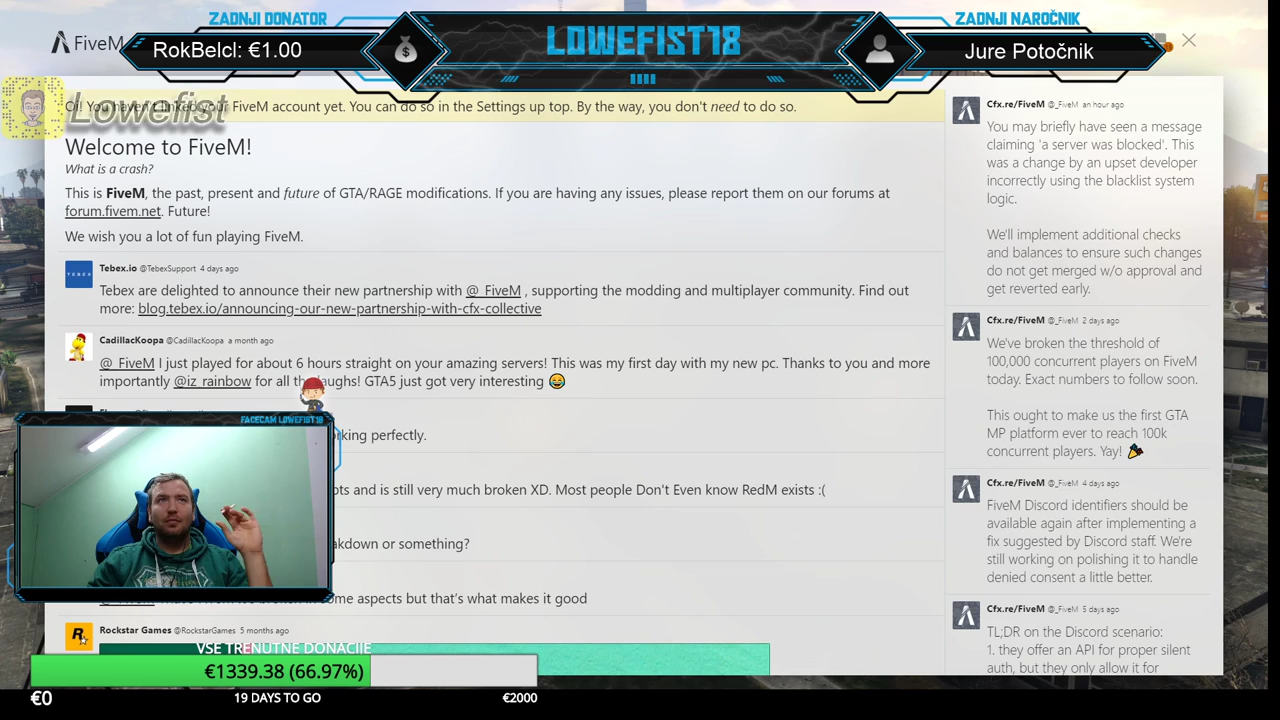 ZADNJI DONATOR
RokBelcl: €1.00
LOWEFIST18
ZADNJI NAROČNIK
Jure Potočnik
FiveM
Lowefist
Oi! You haven't linked your FiveM account yet. You can do so in the Settings up top. By the way, you don't need to do so.
Welcome to FiveM!
What is a crash?
This is FiveM, the past, present and future of GTA/RAGE modifications. If you are having any issues, please report them on our forums at
forum.fivem.net. Future!
We wish you a lot of fun playing FiveM.
TEBEX
Tebex.io @TebexSupport 4 days ago
Tebex are delighted to announce their new partnership with @_FiveM , supporting the modding and multiplayer community. Find out
more: blog.tebex.io/announcing-our-new-partnership-with-cfx-collective
CadillacKoopa @CadillacKoopa a month ago
@_FiveM I just played for about 6 hours straight on your amazing servers! This was my first day with my new pc. Thanks to you and more
importantly @iz_rainbow for all the laughs! GTA5 just got very interesting 😂
FACECAM LOWEFIST18
rking perfectly.
pts and is still very much broken XD. Most people Don't Even know RedM exists :(
akdown or something?
some aspects but that's what makes it good
Rockstar Games @RockstarGames 5 months ago
VSE TRENUTNE DONACIJE
€1339.38 (66.97%)
€0
19 DAYS TO GO
€2000
Cfx.re/FiveM @_FiveM an hour ago
You may briefly have seen a message
claiming 'a server was blocked'. This
was a change by an upset developer
incorrectly using the blacklist system
logic.
We'll implement additional checks
and balances to ensure such changes
do not get merged w/o approval and
get reverted early.
Cfx.re/FiveM @_FiveM 2 days ago
We've broken the threshold of
100,000 concurrent players on FiveM
today. Exact numbers to follow soon.
This ought to make us the first GTA
MP platform ever to reach 100k
concurrent players. Yay! 🎉
Cfx.re/FiveM @_FiveM 4 days ago
FiveM Discord identifiers should be
available again after implementing a
fix suggested by Discord staff. We're
still working on polishing it to handle
denied consent a little better.
Cfx.re/FiveM @_FiveM 5 days ago
TL;DR on the Discord scenario:
1. they offer an API for proper silent
auth, but they only allow it for